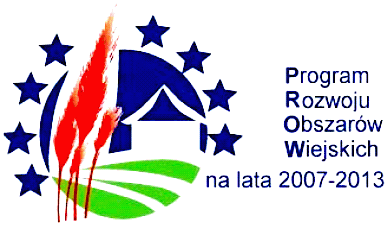 Program
Rozwoju
Obszarów
Wiejskich
na lata 2007-2013